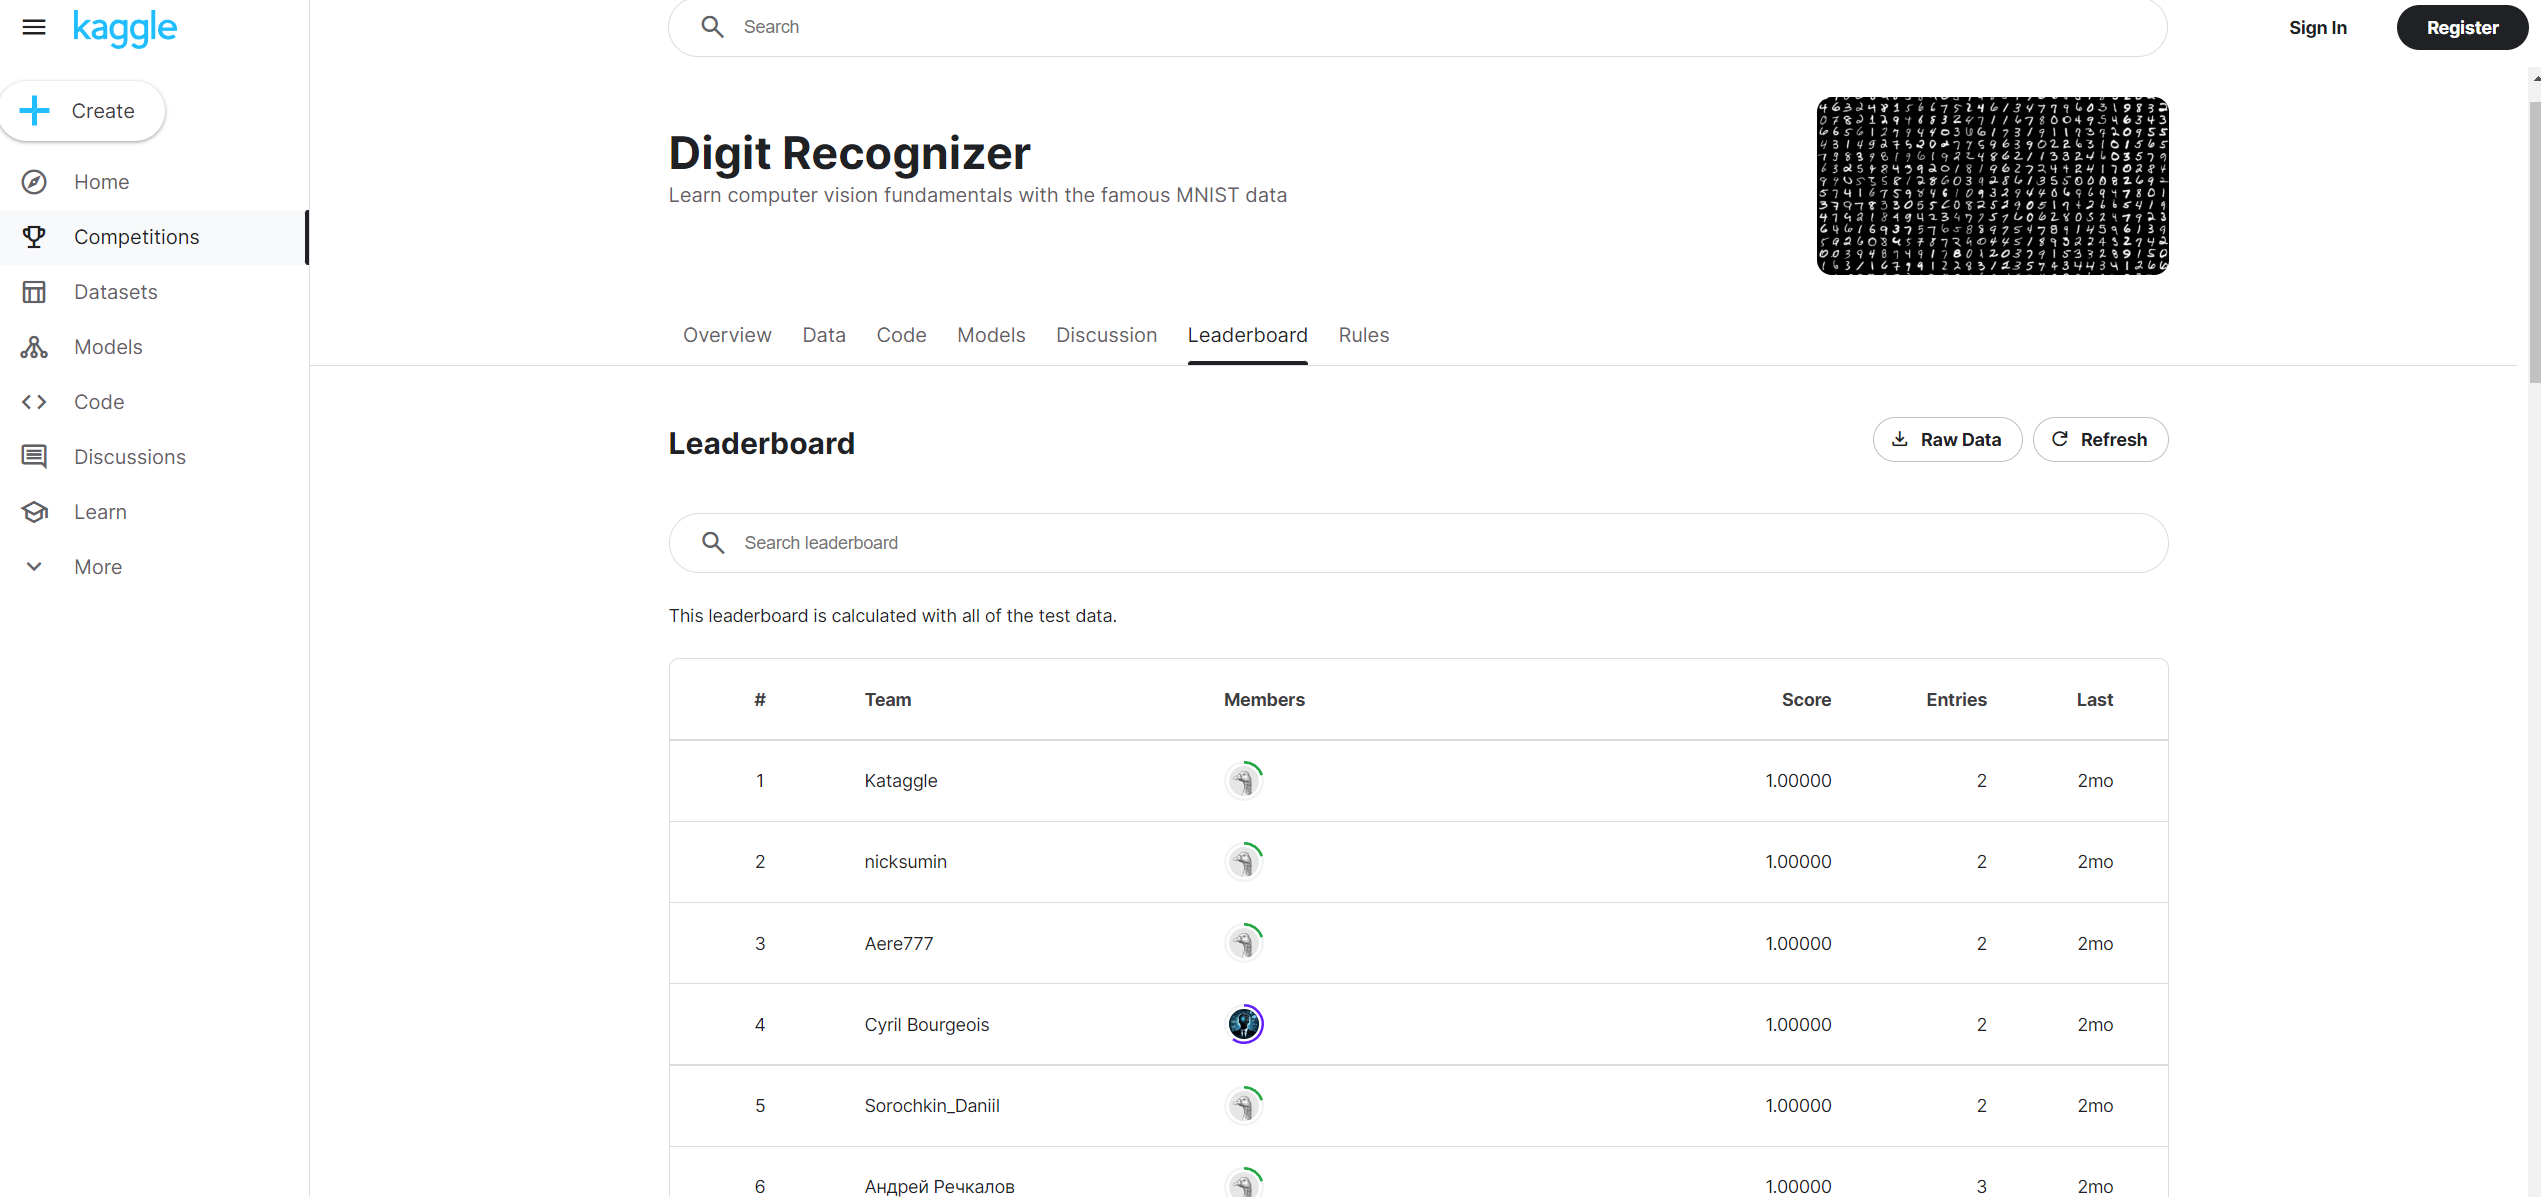 kaggle
Search
Sign In
Register
Create
Home
Competitions
Datasets
Models
Code
Discussions
Learn
More
Digit Recognizer
Learn computer vision fundamentals with the famous MNIST data
Overview Data Code Models Discussion Leaderboard Rules
Leaderboard
Raw Data
Refresh
Search leaderboard
This leaderboard is calculated with all of the test data.
# Team Members Score Entries Last
1 Kataggle 1.00000 2 2mo
2 nicksumin 1.00000 2 2mo
3 Aere777 1.00000 2 2mo
4 Cyril Bourgeois 1.00000 2 2mo
5 Sorochkin_Daniil 1.00000 2 2mo
6 Андрей Речкалов 1.00000 3 2mo